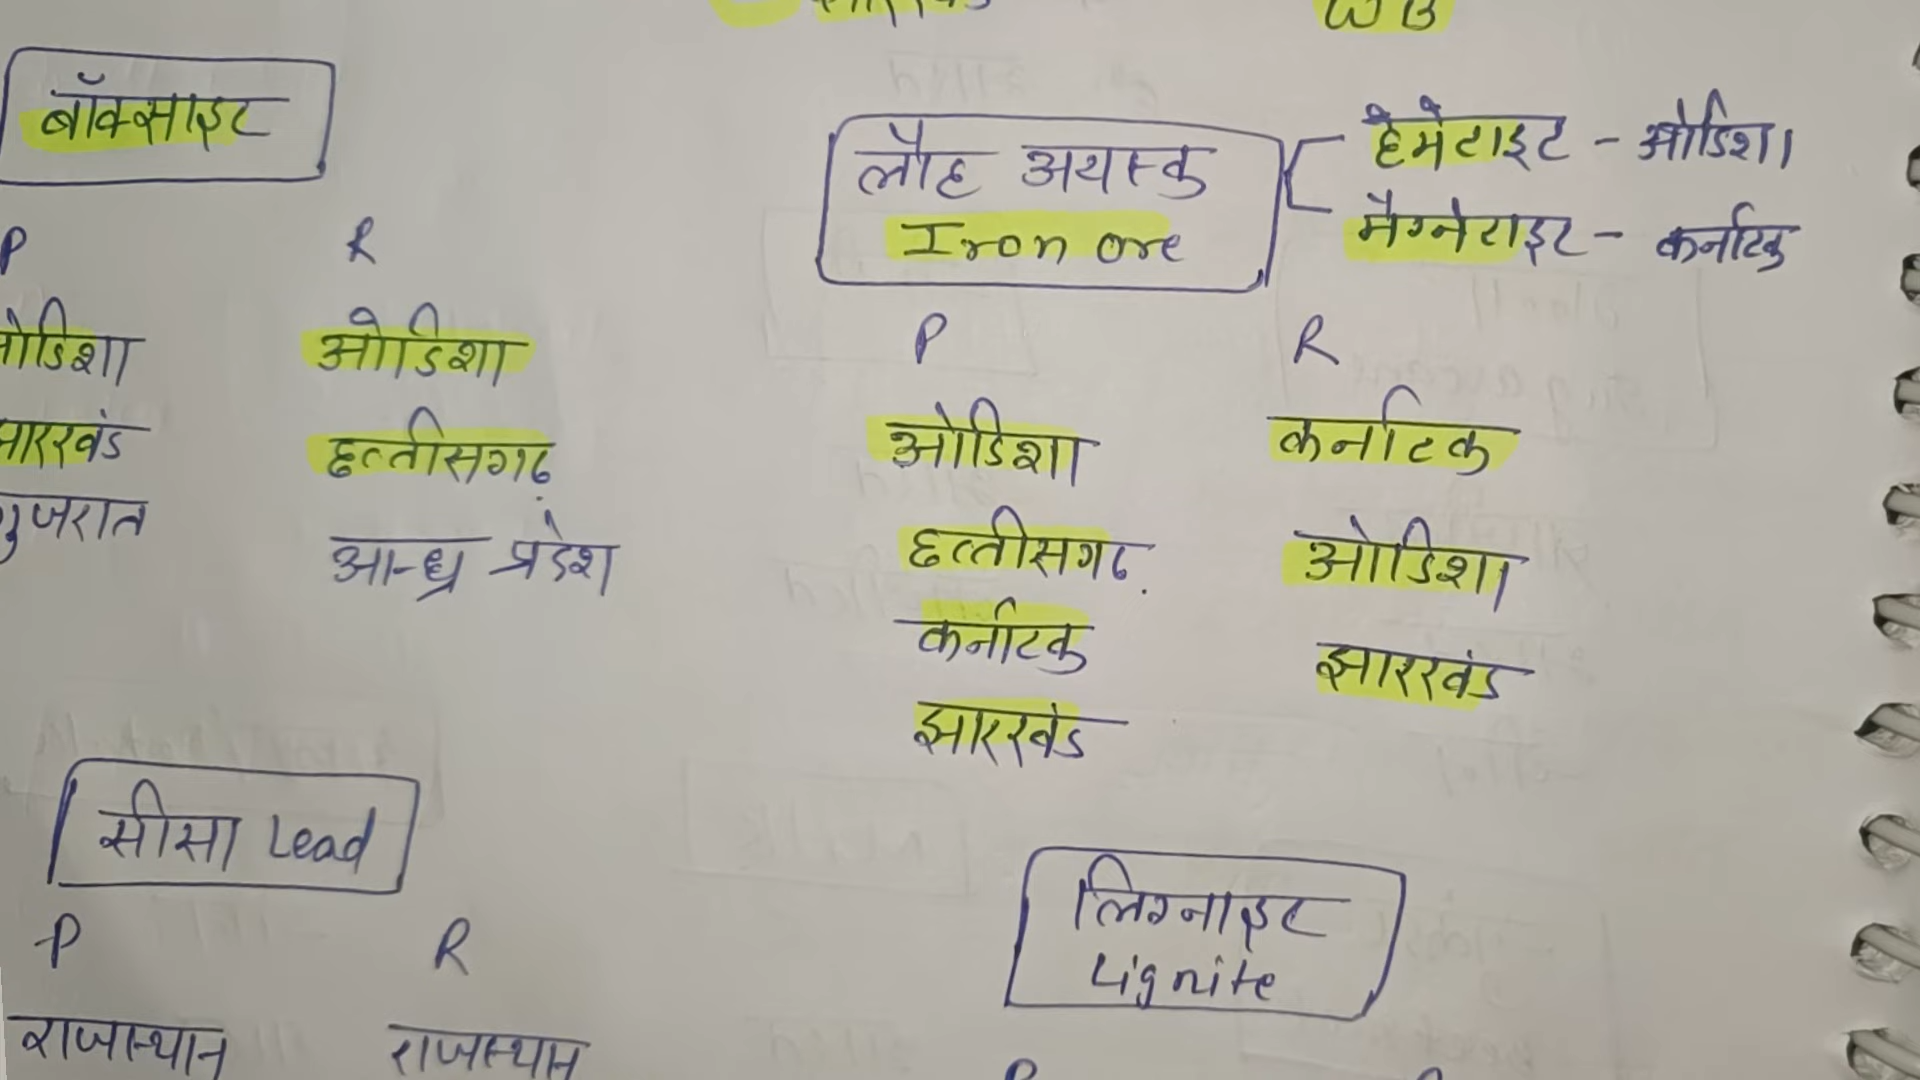 WB
बॉक्साइट
P R
ओडिशा ओडिशा
झारखंड छत्तीसगढ़
गुजरात आन्ध्र प्रदेश
लौह अयस्क
Iron ore
हेमेटाइट - ओडिशा
मैग्नेटाइट - कर्नाटक
P R
ओडिशा कर्नाटक
छत्तीसगढ़ ओडिशा
कर्नाटक झारखंड
झारखंड
सीसा Lead
P R
राजस्थान राजस्थान
लिग्नाइट
Lignite